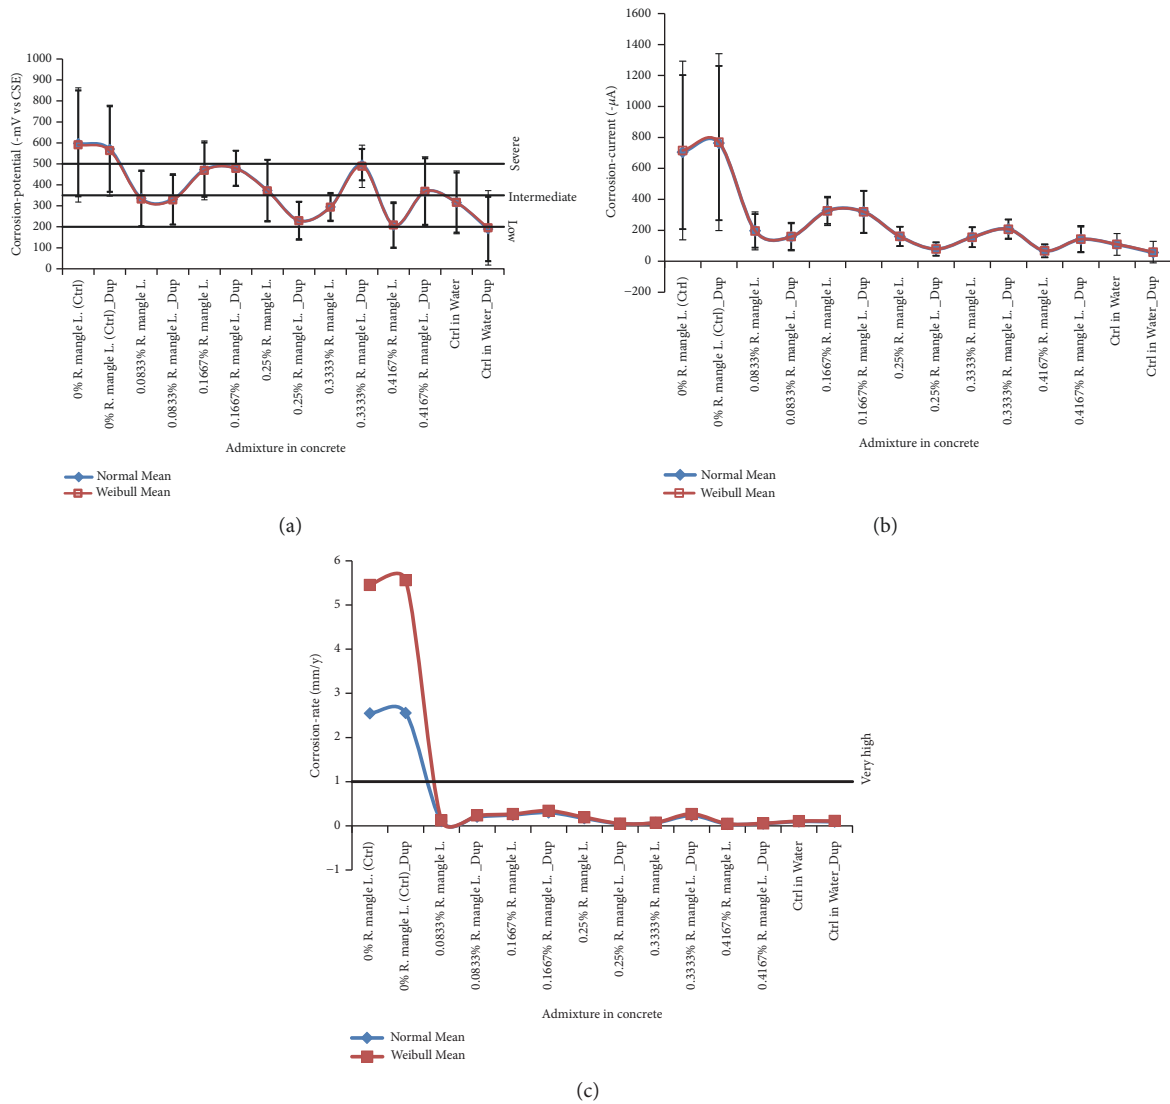 1000
900
800
700
600
500
400
300
200
100
0
Corrosion-potential (-mV vs CSE)
Severe
Intermediate
Low
0% R. mangle L. (Ctrl)
0% R. mangle L. (Ctrl)_Dup
0.0833% R. mangle L.
0.0833% R. mangle L. _Dup
0.1667% R. mangle L.
0.1667% R. mangle L. _Dup
0.25% R. mangle L.
0.25% R. mangle L. _Dup
0.3333% R. mangle L.
0.3333% R. mangle L. _Dup
0.4167% R. mangle L.
0.4167% R. mangle L. _Dup
Ctrl in Water
Ctrl in Water_Dup
Admixture in concrete
Normal Mean
Weibull Mean
(a)
1600
1400
1200
1000
800
600
400
200
0
−200
Corrosion-current (-μA)
0% R. mangle L. (Ctrl)
0% R. mangle L. (Ctrl)_Dup
0.0833% R. mangle L.
0.0833% R. mangle L. _Dup
0.1667% R. mangle L.
0.1667% R. mangle L. _Dup
0.25% R. mangle L.
0.25% R. mangle L. _Dup
0.3333% R. mangle L.
0.3333% R. mangle L. _Dup
0.4167% R. mangle L.
0.4167% R. mangle L. _Dup
Ctrl in Water
Ctrl in Water_Dup
Admixture in concrete
Normal Mean
Weibull Mean
(b)
6
5
4
3
2
1
0
−1
Corrosion-rate (mm/y)
Very high
0% R. mangle L. (Ctrl)
0% R. mangle L. (Ctrl)_Dup
0.0833% R. mangle L.
0.0833% R. mangle L. _Dup
0.1667% R. mangle L.
0.1667% R. mangle L. _Dup
0.25% R. mangle L.
0.25% R. mangle L. _Dup
0.3333% R. mangle L.
0.3333% R. mangle L. _Dup
0.4167% R. mangle L.
0.4167% R. mangle L. _Dup
Ctrl in Water
Ctrl in Water_Dup
Admixture in concrete
Normal Mean
Weibull Mean
(c)